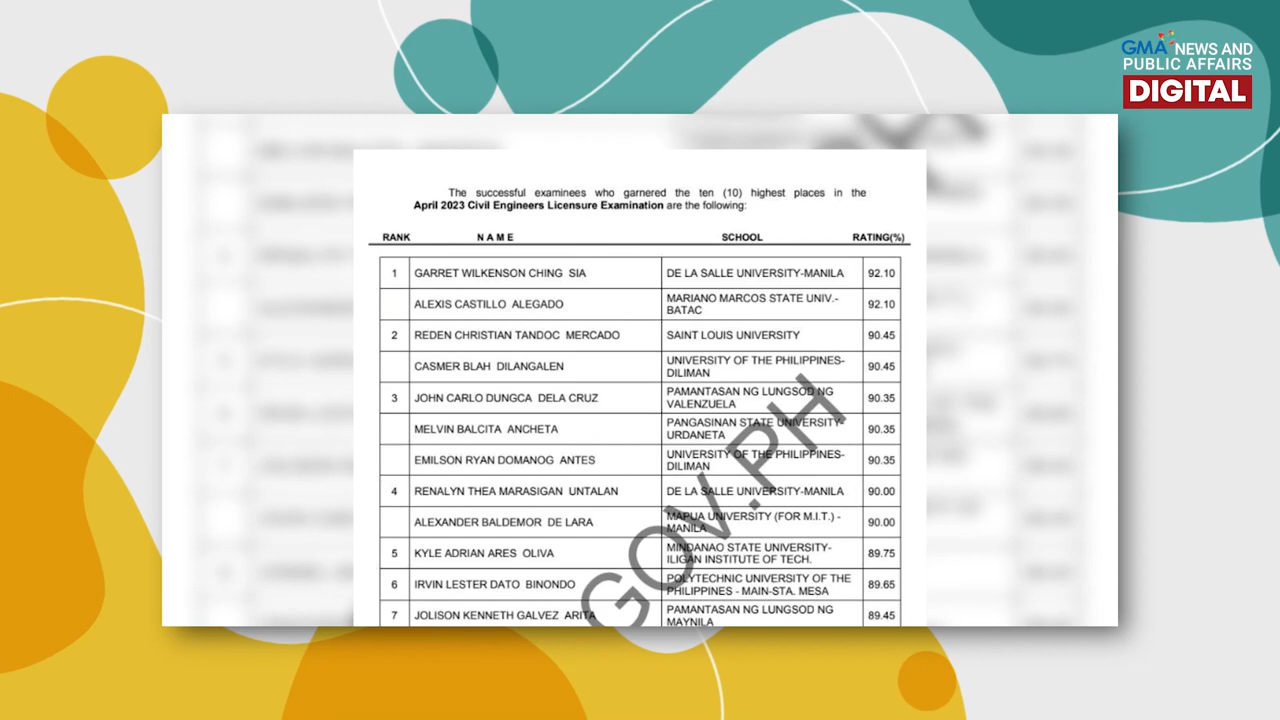 GMA NEWS AND
PUBLIC AFFAIRS
DIGITAL
The successful examinees who garnered the ten (10) highest places in the
April 2023 Civil Engineers Licensure Examination are the following:
RANK NAME SCHOOL RATING(%)
1 GARRET WILKENSON CHING SIA DE LA SALLE UNIVERSITY-MANILA 92.10
ALEXIS CASTILLO ALEGADO MARIANO MARCOS STATE UNIV.-
BATAC 92.10
2 REDEN CHRISTIAN TANDOC MERCADO SAINT LOUIS UNIVERSITY 90.45
CASMER BLAH DILANGALEN UNIVERSITY OF THE PHILIPPINES-
DILIMAN 90.45
3 JOHN CARLO DUNGCA DELA CRUZ PAMANTASAN NG LUNGSOD NG
VALENZUELA 90.35
MELVIN BALCITA ANCHETA PANGASINAN STATE UNIVERSITY-
URDANETA 90.35
EMILSON RYAN DOMANOG ANTES UNIVERSITY OF THE PHILIPPINES-
DILIMAN 90.35
4 RENALYN THEA MARASIGAN UNTALAN DE LA SALLE UNIVERSITY-MANILA 90.00
ALEXANDER BALDEMOR DE LARA MAPUA UNIVERSITY (FOR M.I.T.) -
MANILA 90.00
5 KYLE ADRIAN ARES OLIVA MINDANAO STATE UNIVERSITY-
ILIGAN INSTITUTE OF TECH. 89.75
6 IRVIN LESTER DATO BINONDO POLYTECHNIC UNIVERSITY OF THE
PHILIPPINES - MAIN-STA. MESA 89.65
7 JOLISON KENNETH GALVEZ ARITA PAMANTASAN NG LUNGSOD NG
MAYNILA 89.45
GOV.PH